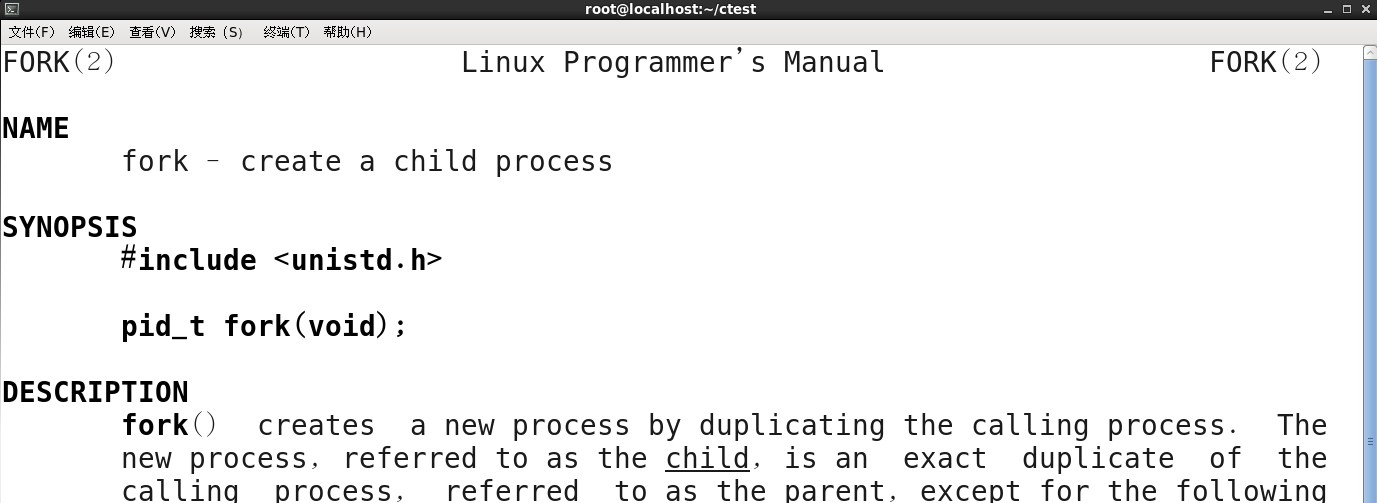 root@localhost:~/ctest
文件(F) 编辑(E) 查看(V) 搜索 (S) 终端(T) 帮助(H)
FORK(2) Linux Programmer's Manual FORK(2)
NAME
fork - create a child process
SYNOPSIS
#include <unistd.h>
pid_t fork(void);
DESCRIPTION
fork() creates a new process by duplicating the calling process. The
new process, referred to as the child, is an exact duplicate of the
calling process, referred to as the parent, except for the following